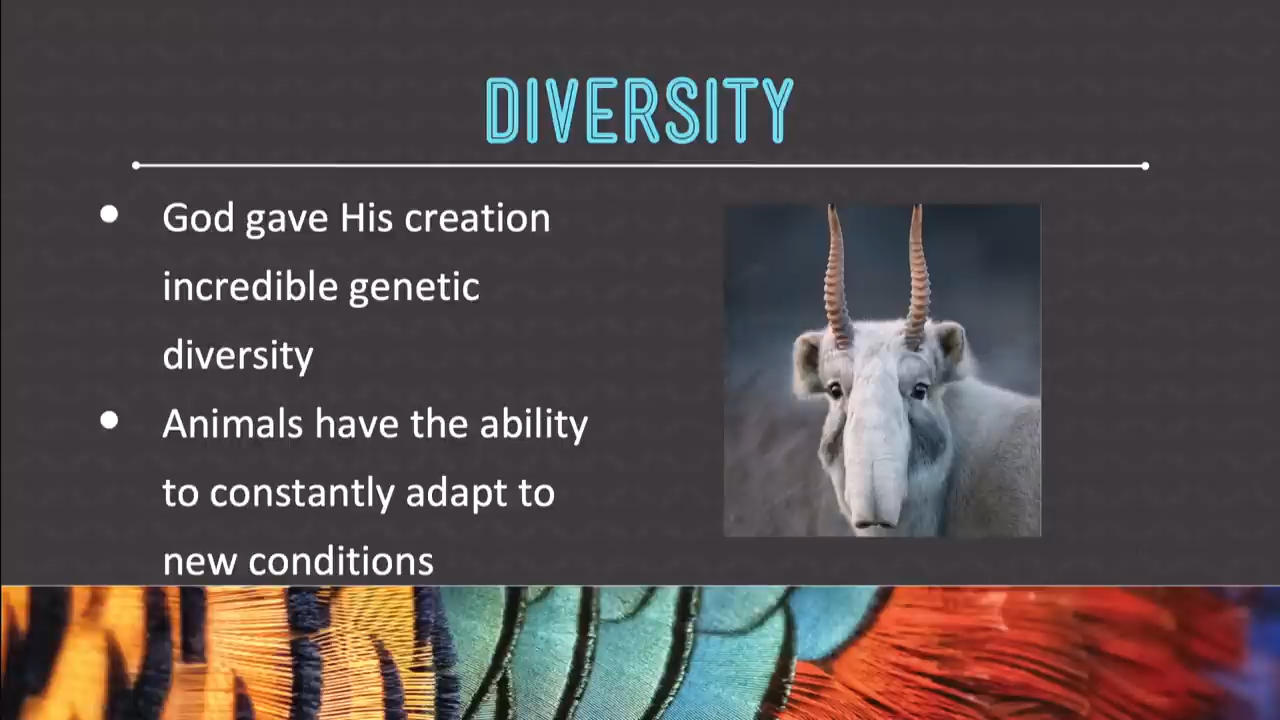 DIVERSITY
● God gave His creation
incredible genetic
diversity
● Animals have the ability
to constantly adapt to
new conditions